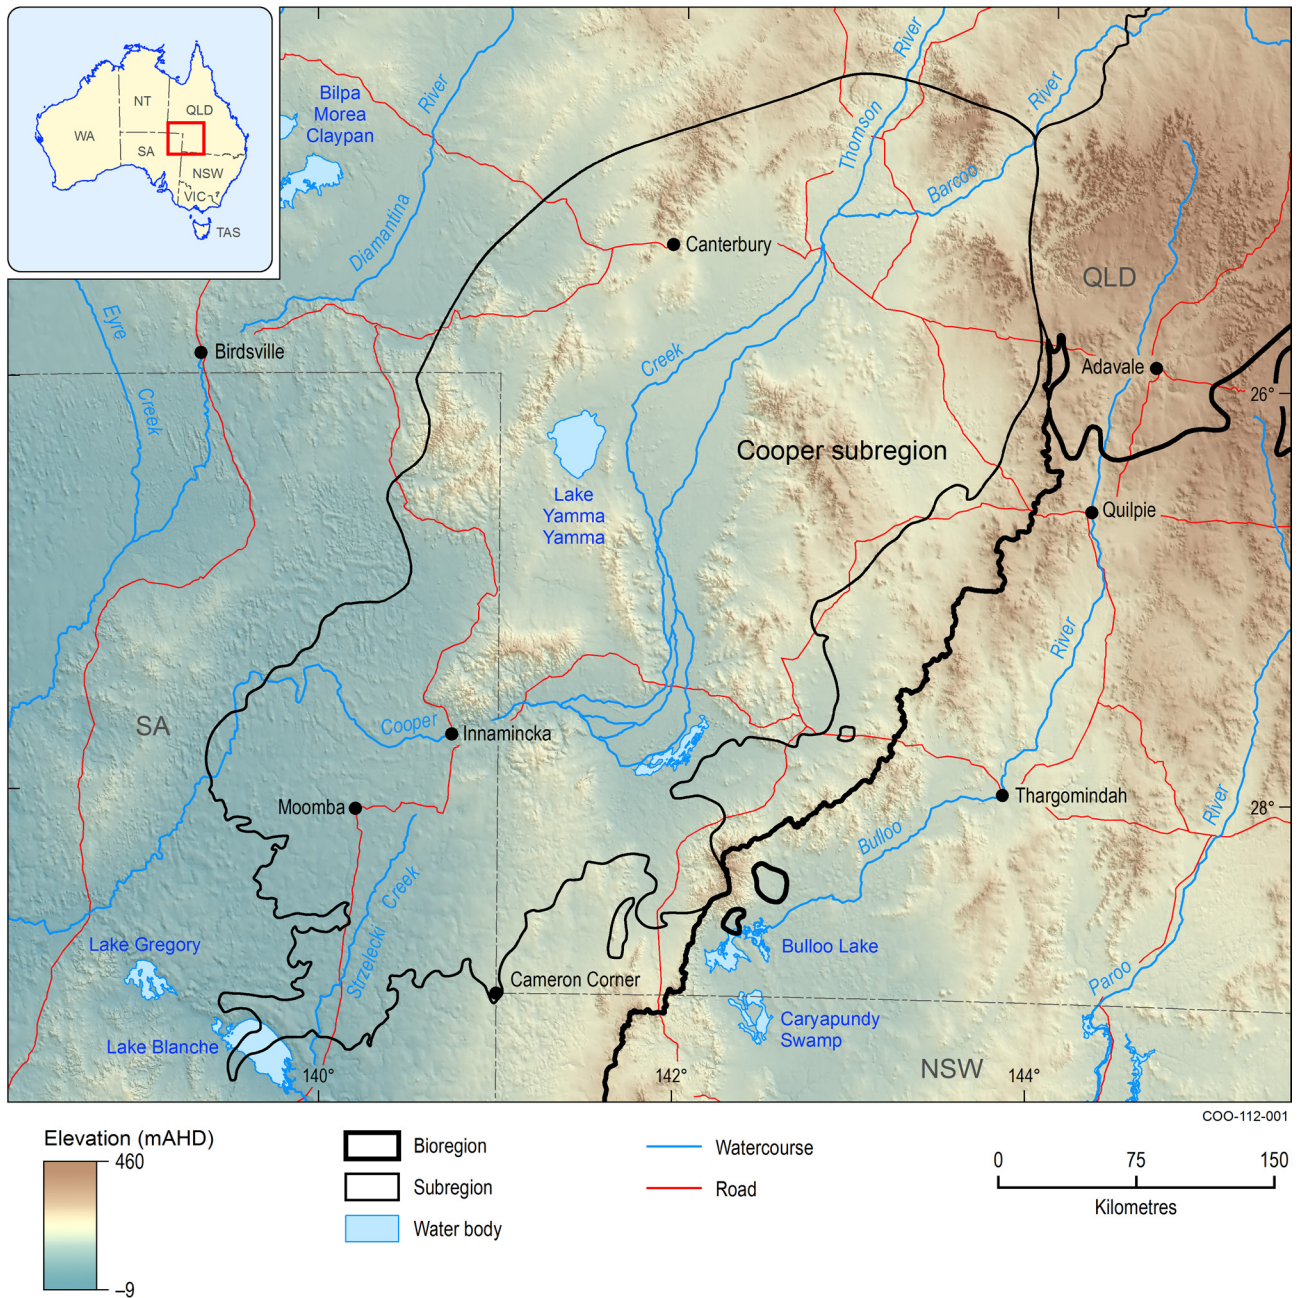 NT
QLD
WA
SA
NSW
VIC
TAS
Bilpa
Morea
Claypan
River
River
Thomson
River
Barcoo
Diamantina
Canterbury
QLD
Eyre
Creek
Birdsville
Creek
Adavale
26°
Cooper subregion
Lake
Yamma
Yamma
Quilpie
River
SA
Cooper
Innamincka
Moomba
Thargomindah
28°
River
Bulloo
Creek
Strzelecki
Lake Gregory
Bulloo Lake
Cameron Corner
Paroo
Caryapundy
Swamp
Lake Blanche
NSW
140°
142°
144°
COO-112-001
Elevation (mAHD)
460
–9
Bioregion
Subregion
Water body
Watercourse
Road
0 75 150
Kilometres